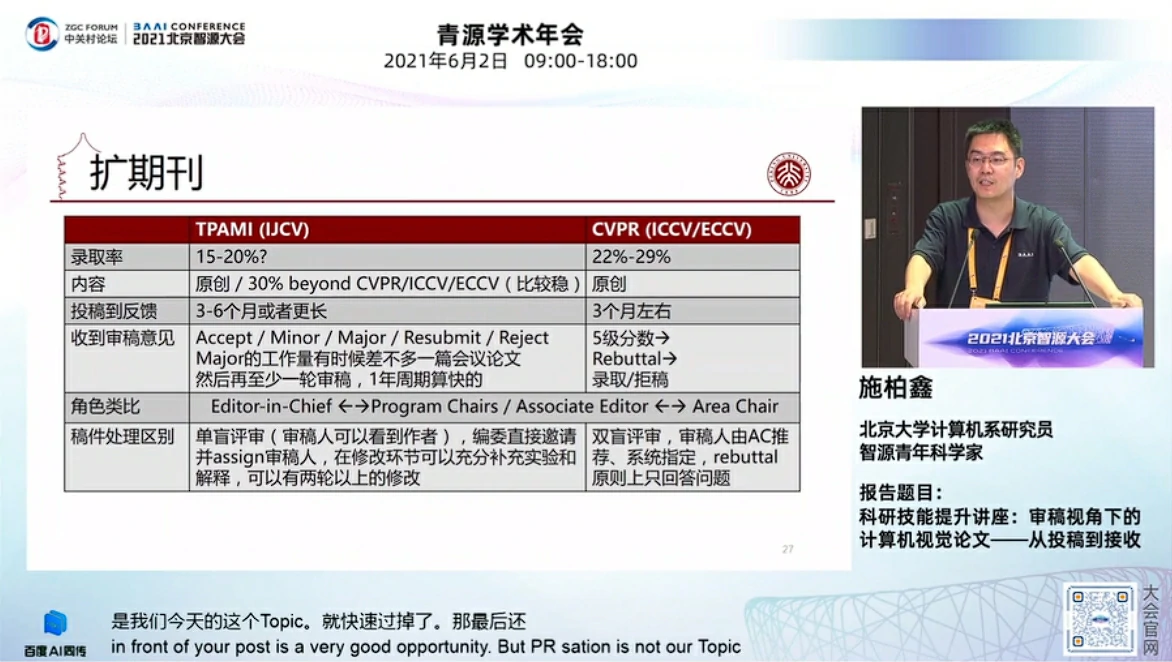 ZGC FORUM
中关村论坛
BAAI CONFERENCE
2021北京智源大会
青源学术年会
2021年6月2日 09:00-18:00
扩期刊
TPAMI (IJCV) CVPR (ICCV/ECCV)
录取率 15-20%? 22%-29%
内容 原创 / 30% beyond CVPR/ICCV/ECCV（比较稳） 原创
投稿到反馈 3-6个月或者更长 3个月左右
收到审稿意见 Accept / Minor / Major / Resubmit / Reject 5级分数→
Major的工作量有时候差不多一篇会议论文 Rebuttal→
然后再至少一轮审稿，1年周期算快的 录取/拒稿
角色类比 Editor-in-Chief ←→Program Chairs / Associate Editor ←→ Area Chair
稿件处理区别 单盲评审（审稿人可以看到作者），编委直接邀请 双盲评审，审稿人由AC推
并assign审稿人，在修改环节可以充分补充实验和 荐、系统指定，rebuttal
解释，可以有两轮以上的修改 原则上只回答问题
27
BAAI
2021北京智源大会
2021 BAAI CONFERENCE
施柏鑫
北京大学计算机系研究员
智源青年科学家
报告题目：
科研技能提升讲座：审稿视角下的
计算机视觉论文——从投稿到接收
百度AI同传
是我们今天的这个Topic。就快速过掉了。那最后还
in front of your post is a very good opportunity. But PR sation is not our Topic
大会官网